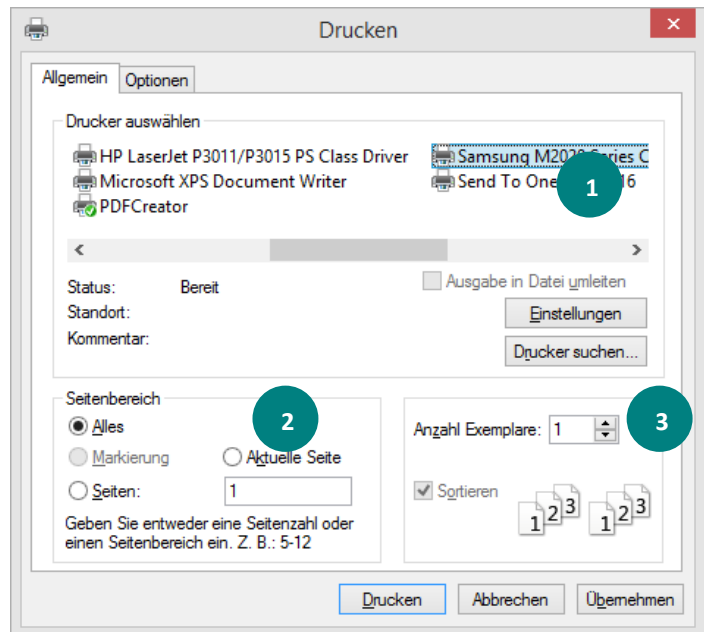 Drucken
Allgemein Optionen
Drucker auswählen
HP LaserJet P3011/P3015 PS Class Driver Samsung Series C
Microsoft XPS Document Writer Send To 16
PDFCreator
1
Status: Bereit
Ausgabe in Datei umleiten
Standort:
Einstellungen
Kommentar:
Drucker suchen...
Seitenbereich
2
Alles
Markierung Aktuelle Seite
Seiten: 1
Geben Sie entweder eine Seitenzahl oder
einen Seitenbereich ein. Z. B.: 5-12
Anzahl Exemplare: 1
3
Sortieren
1 2 3 1 2 3
Drucken Abbrechen Übernehmen